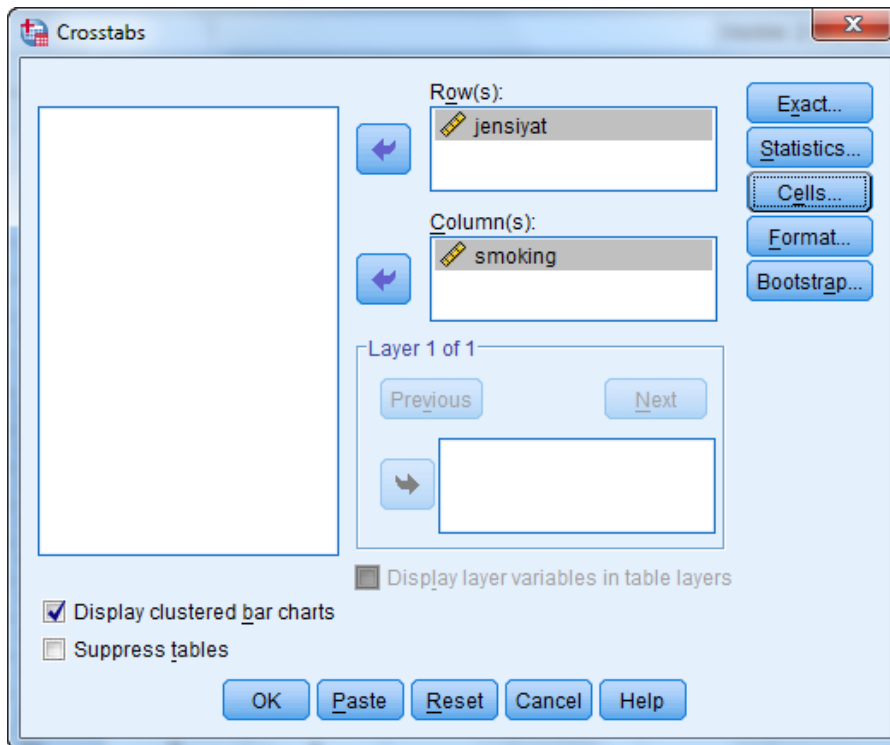 Crosstabs
Row(s):
jensiyat
Column(s):
smoking
Layer 1 of 1
Previous
Next
Display layer variables in table layers
Exact...
Statistics...
Cells...
Format...
Bootstrap...
Display clustered bar charts
Suppress tables
OK
Paste
Reset
Cancel
Help